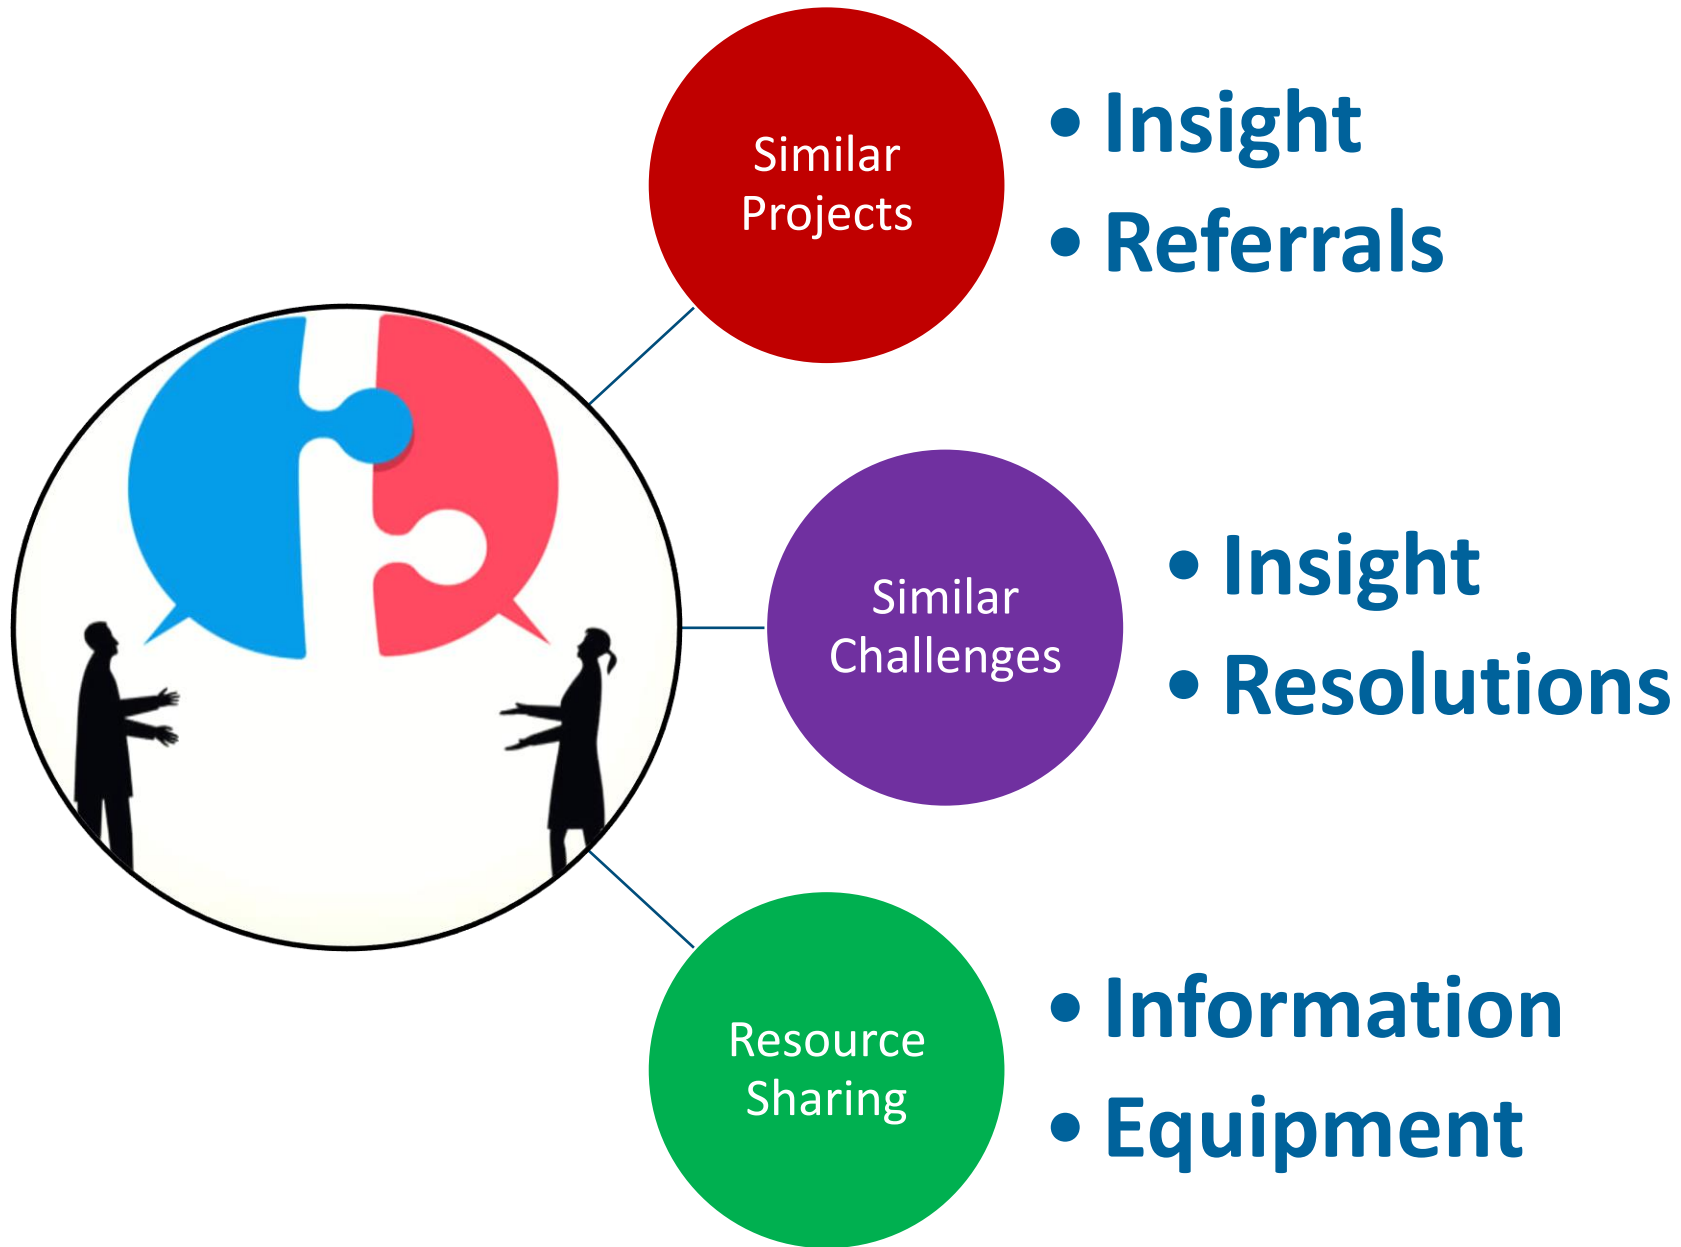 Similar
Projects
• Insight
• Referrals
Similar
Challenges
• Insight
• Resolutions
Resource
Sharing
• Information
• Equipment